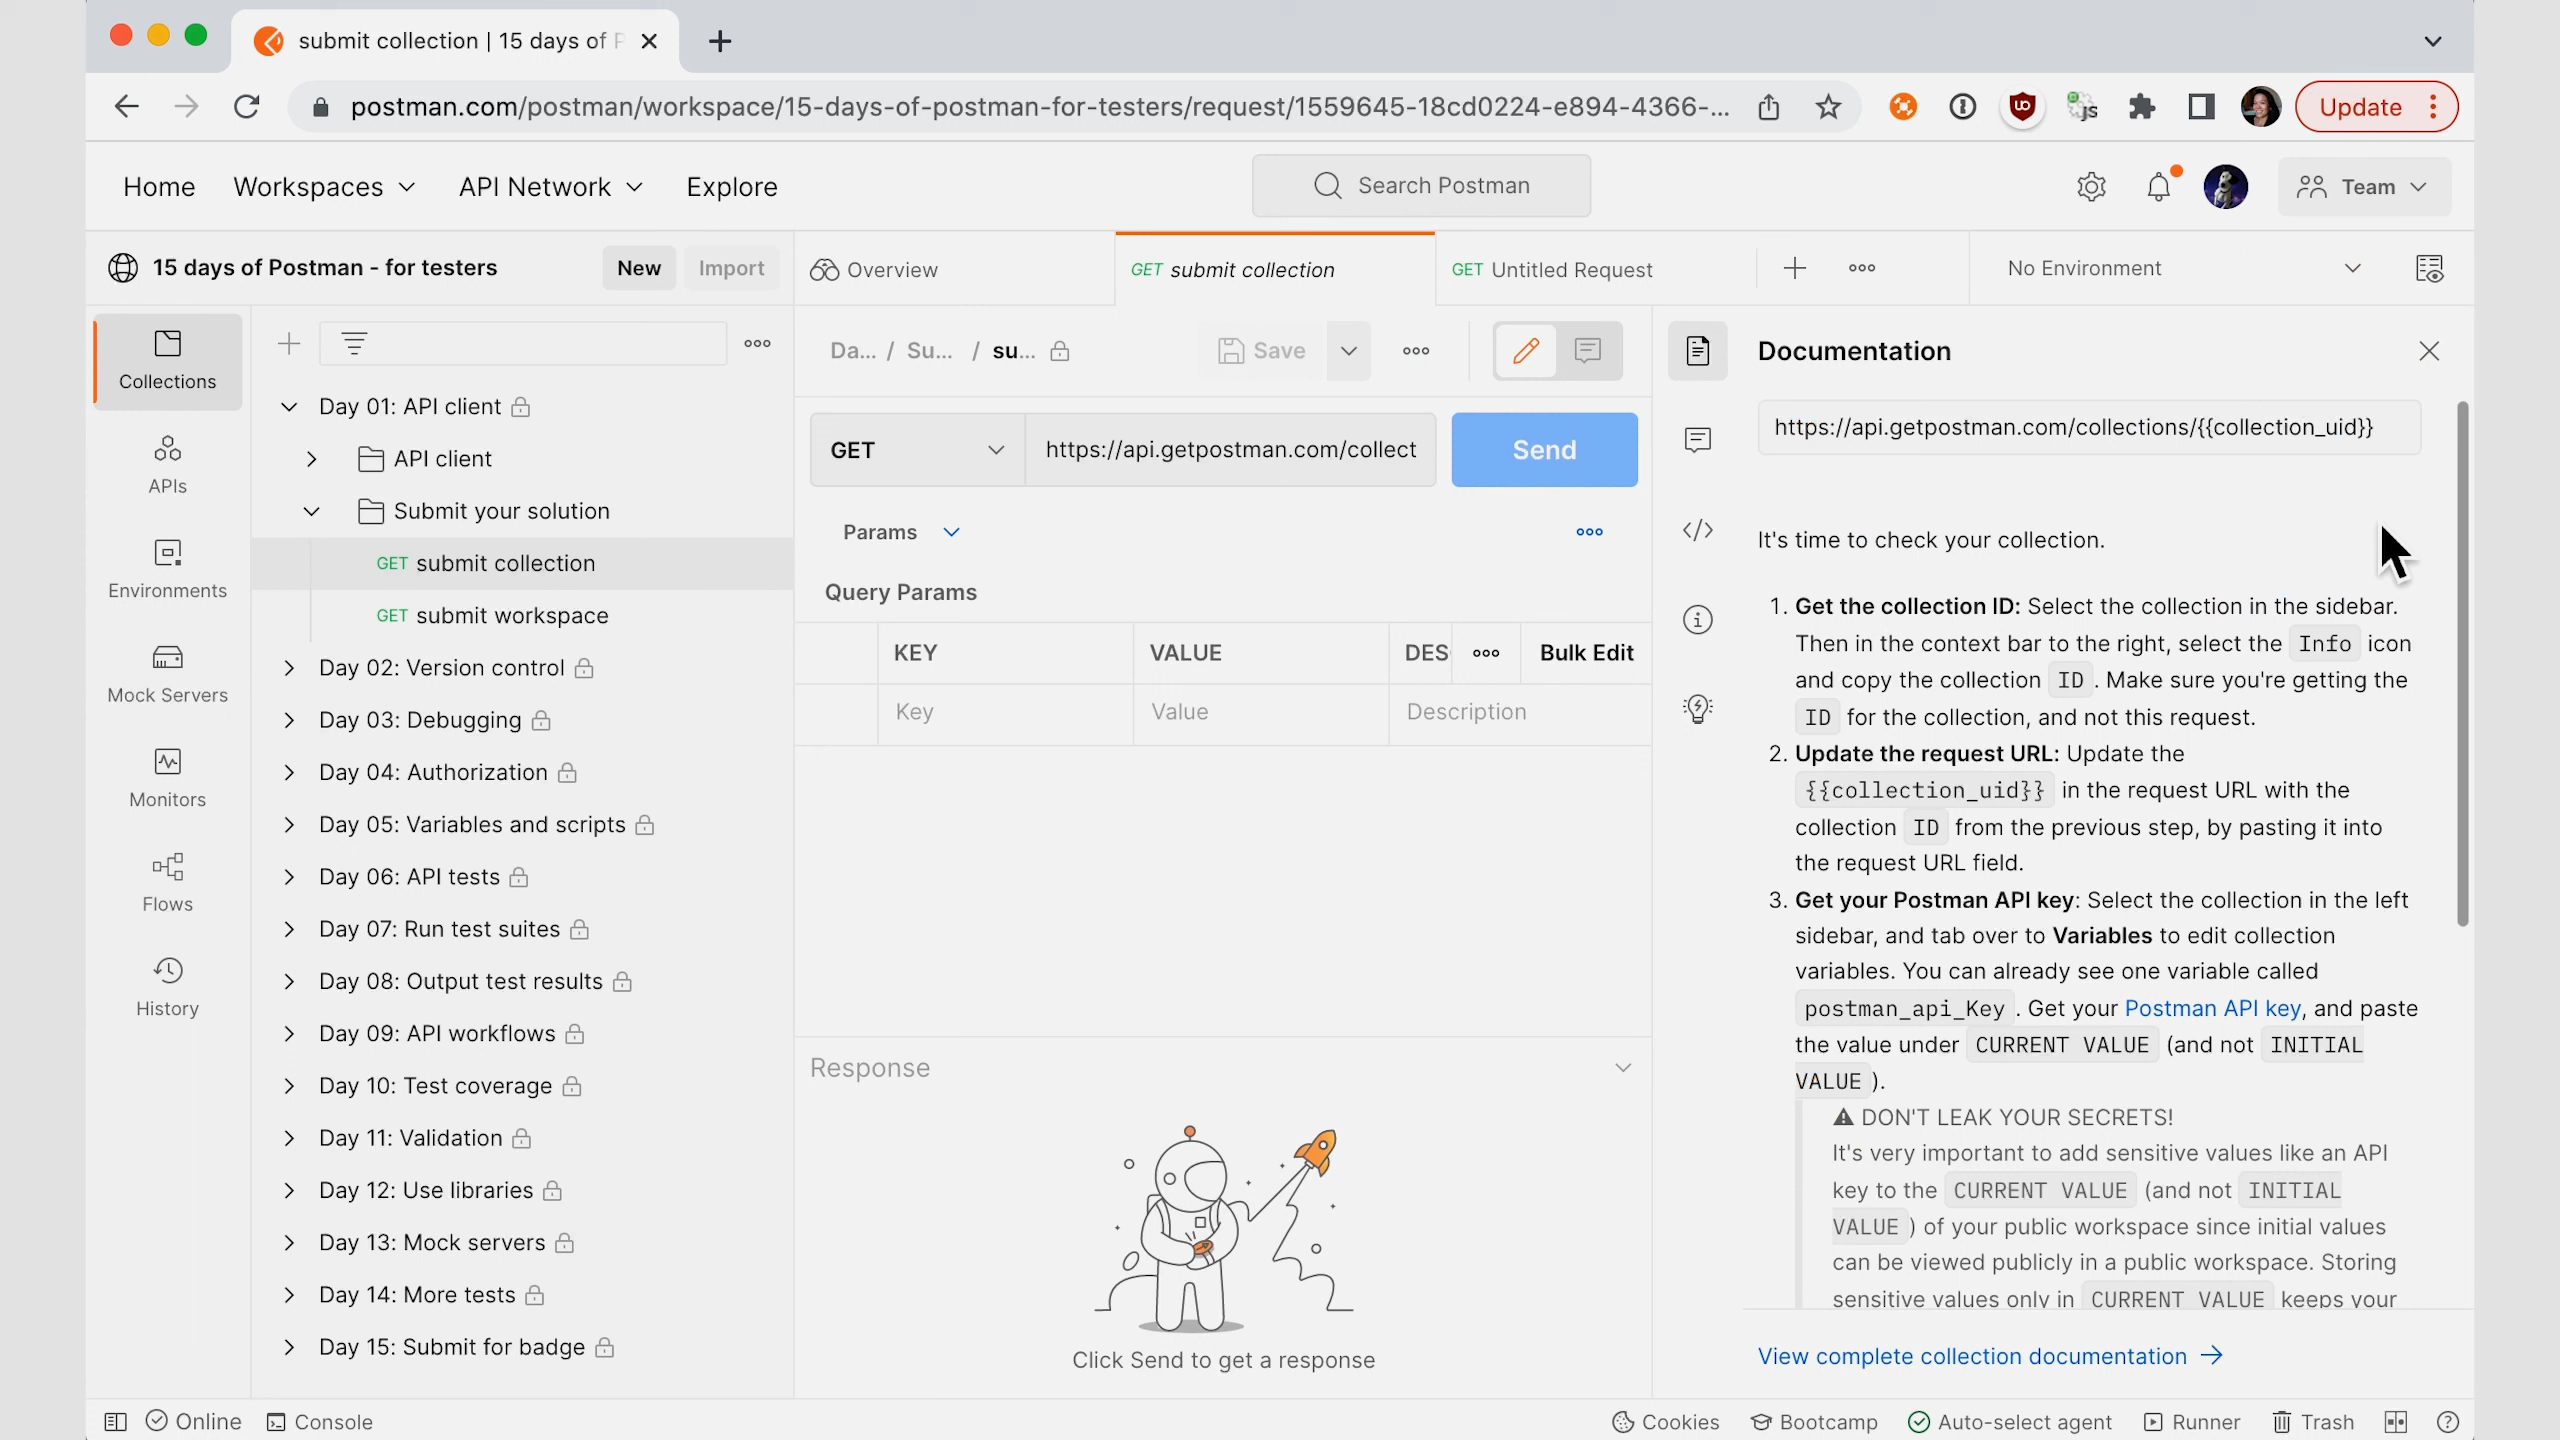 submit collection | 15 days of P
postman.com/postman/workspace/15-days-of-postman-for-testers/request/1559645-18cd0224-e894-4366-...
JS
Update
Home
Workspaces
API Network
Explore
Search Postman
Team
15 days of Postman - for testers
New
Import
Overview
GET submit collection
GET Untitled Request
No Environment
Collections
APIs
Environments
Mock Servers
Monitors
Flows
History
Day 01: API client
API client
Submit your solution
GET submit collection
GET submit workspace
Day 02: Version control
Day 03: Debugging
Day 04: Authorization
Day 05: Variables and scripts
Day 06: API tests
Day 07: Run test suites
Day 08: Output test results
Day 09: API workflows
Day 10: Test coverage
Day 11: Validation
Day 12: Use libraries
Day 13: Mock servers
Day 14: More tests
Day 15: Submit for badge
Da... / Su... / su...
Save
GET
https://api.getpostman.com/collect
Send
Params
Query Params
KEY
VALUE
DES
Bulk Edit
Key
Value
Description
Response
Click Send to get a response
Documentation
https://api.getpostman.com/collections/{{collection_uid}}
It's time to check your collection.
1. Get the collection ID: Select the collection in the sidebar.
Then in the context bar to the right, select the Info icon
and copy the collection ID . Make sure you're getting the
ID for the collection, and not this request.
2. Update the request URL: Update the
{{collection_uid}} in the request URL with the
collection ID from the previous step, by pasting it into
the request URL field.
3. Get your Postman API key: Select the collection in the left
sidebar, and tab over to Variables to edit collection
variables. You can already see one variable called
postman_api_Key . Get your Postman API key, and paste
the value under CURRENT VALUE (and not INITIAL
VALUE ).
⚠ DON'T LEAK YOUR SECRETS!
It's very important to add sensitive values like an API
key to the CURRENT VALUE (and not INITIAL
VALUE ) of your public workspace since initial values
can be viewed publicly in a public workspace. Storing
sensitive values only in CURRENT VALUE keeps your
View complete collection documentation →
Online
Console
Cookies
Bootcamp
Auto-select agent
Runner
Trash